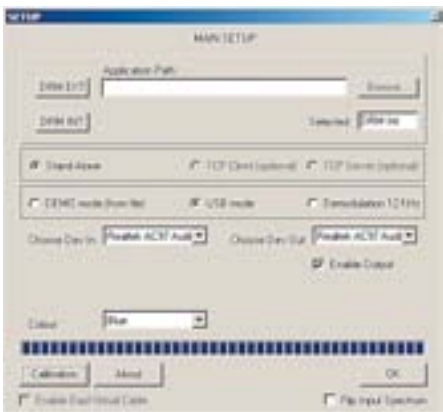 SETUP
MAIN SETUP
Application Path
DRM EXT
Browse
DRM INT
Selected: DRM Int
Stand Alone
TCP Client (optional)
TCP Server (optional)
DEMO mode (from file)
USB mode
Demodulation 12 KHz
Choose Dev In:
Realtek AC97 Audi
Choose Dev Out:
Realtek AC97 Audi
Enable Output
Colour
Blue
Calibration
About
OK
Enable Dual Virtual Cable
Flip Input Spectrum